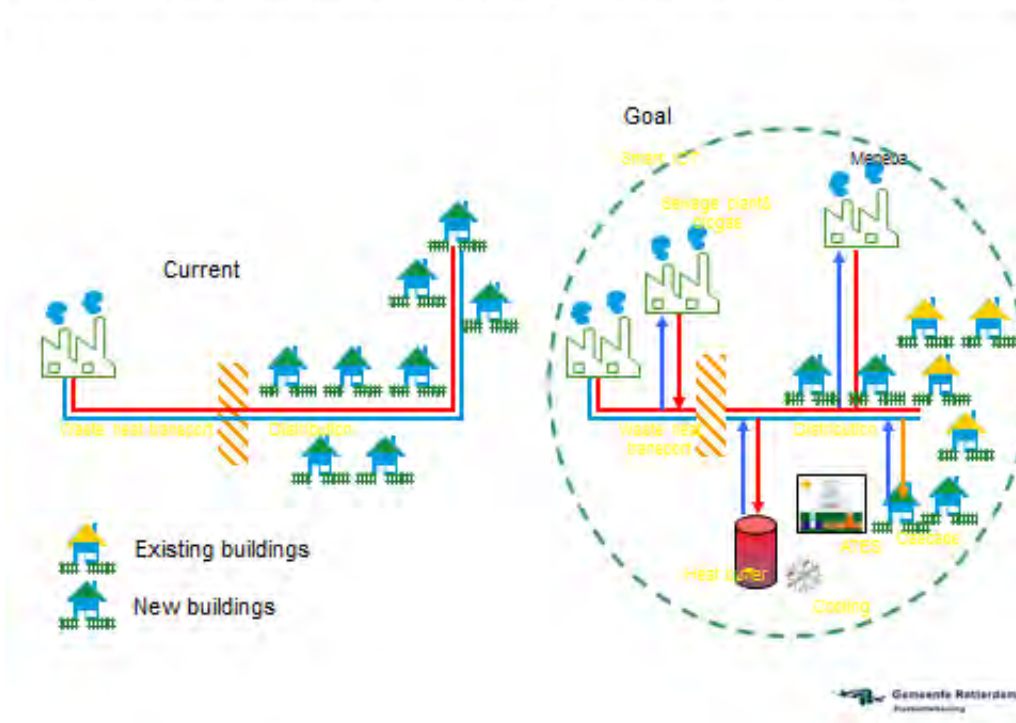 Goal
Smart ICT
Meneba
Sewage plant&
biogas
Current
Waste heat transport
Distribution
Waste heat
transport
Distribution
Existing buildings
New buildings
ATES
Cascade
Heat buffer
Cooling
Gemeente Rotterdam